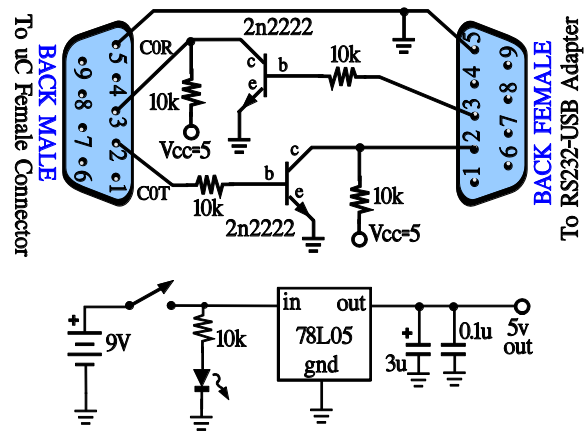 To uC Female Connector
BACK MALE
5
9
4
8
3
7
2
6
1
C0R
C0T
2n2222
c
b
e
10k
10k
Vcc=5
10k
b
c
e
2n2222
10k
Vcc=5
5
9
4
8
3
7
2
6
1
BACK FEMALE
To RS232-USB Adapter
+
9V
10k
in
out
78L05
gnd
+
3u
0.1u
5v
out